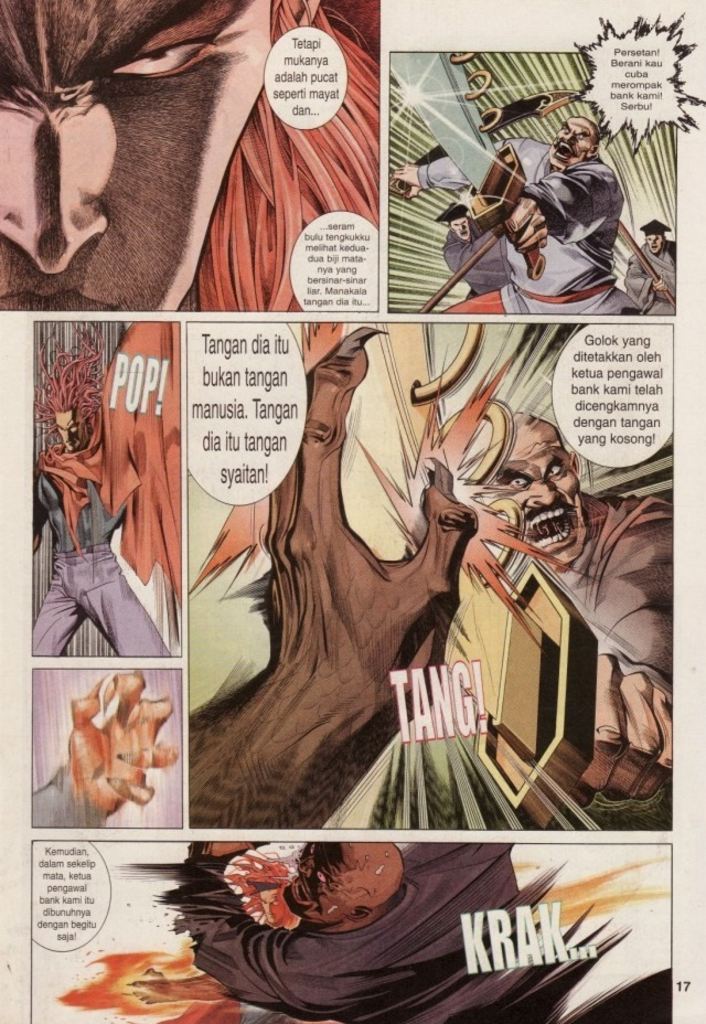 Tetapi
mukanya
adalah pucat
seperti mayat
dan...
...seram
bulu tengkukku
melihat kedua-
dua biji mata-
nya yang
bersinar-sinar
liar. Manakala
tangan dia itu...
Persetan!
Berani kau
cuba
merompak
bank kami!
Serbu!
POP!
Tangan dia itu
bukan tangan
manusia. Tangan
dia itu tangan
syaitan!
Golok yang
ditetakkan oleh
ketua pengawal
bank kami telah
dicengkamnya
dengan tangan
yang kosong!
TANG!
Kemudian,
dalam sekelip
mata, ketua
pengawal
bank kami itu
dibunuhnya
dengan begitu
saja!
KRAK...
17